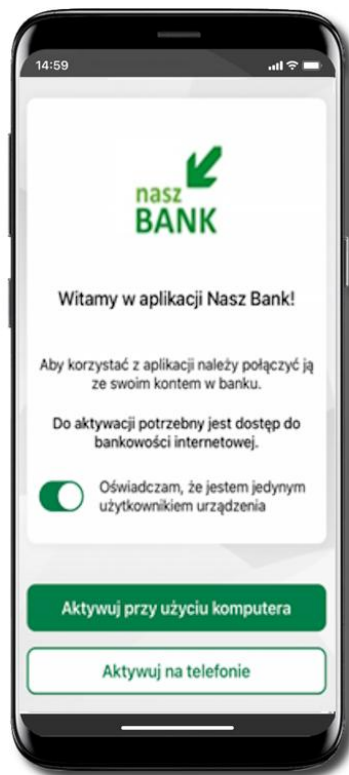 14:59
nasz
BANK
Witamy w aplikacji Nasz Bank!
Aby korzystać z aplikacji należy połączyć ją
ze swoim kontem w banku.
Do aktywacji potrzebny jest dostęp do
bankowości internetowej.
Oświadczam, że jestem jedynym
użytkownikiem urządzenia
Aktywuj przy użyciu komputera
Aktywuj na telefonie